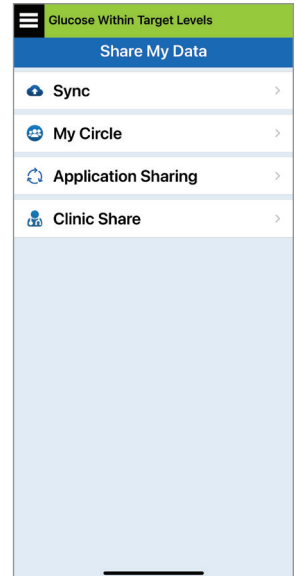 Glucose Within Target Levels
Share My Data
Sync
My Circle
Application Sharing
Clinic Share